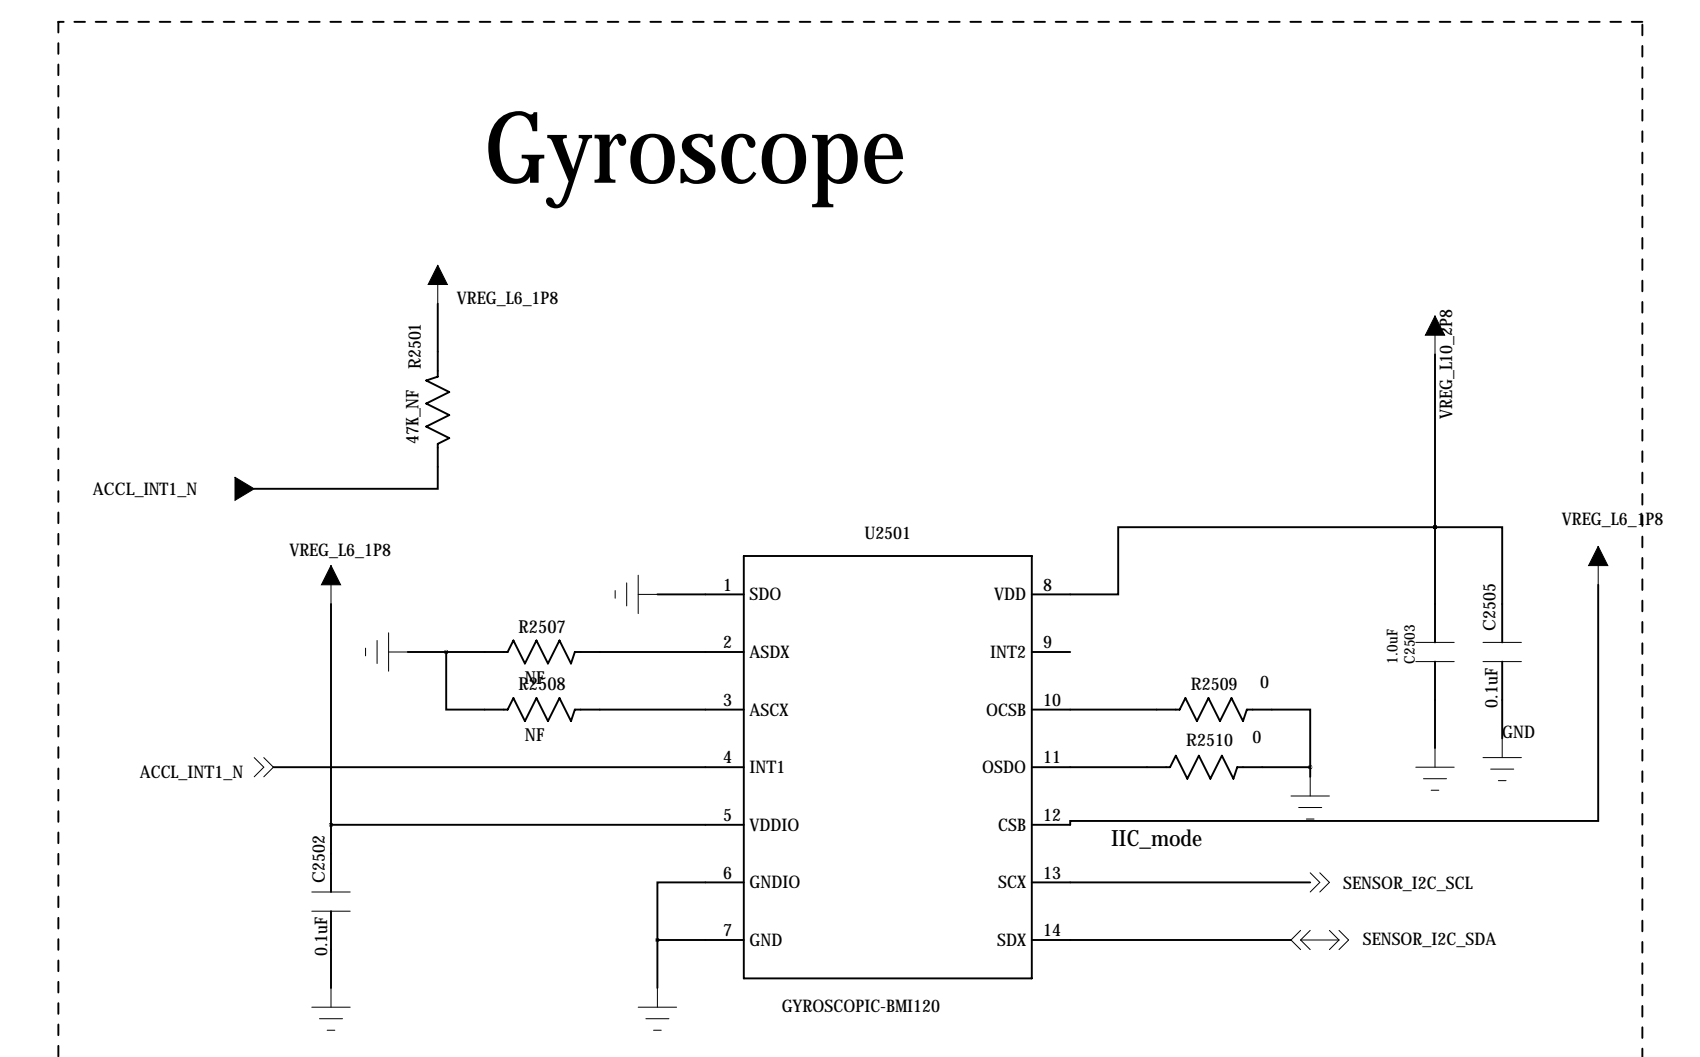 Gyroscope
VREG_L6_1P8
R2501
47K_NF
ACCL_INT1_N
VREG_L10_2P8
VREG_L6_1P8
VREG_L6_1P8
U2501
1 SDO
2 ASDX
3 ASCX
4 INT1
5 VDDIO
6 GNDIO
7 GND
VDD 8
INT2 9
OCSB 10
OSDO 11
CSB 12
SCX 13
SDX 14
R2507
NF
R2508
NF
ACCL_INT1_N
C2502
0.1uF
R2509 0
R2510 0
1.0uF
C2503
C2505
0.1uF
GND
IIC_mode
SENSOR_I2C_SCL
SENSOR_I2C_SDA
GYROSCOPIC-BMI120